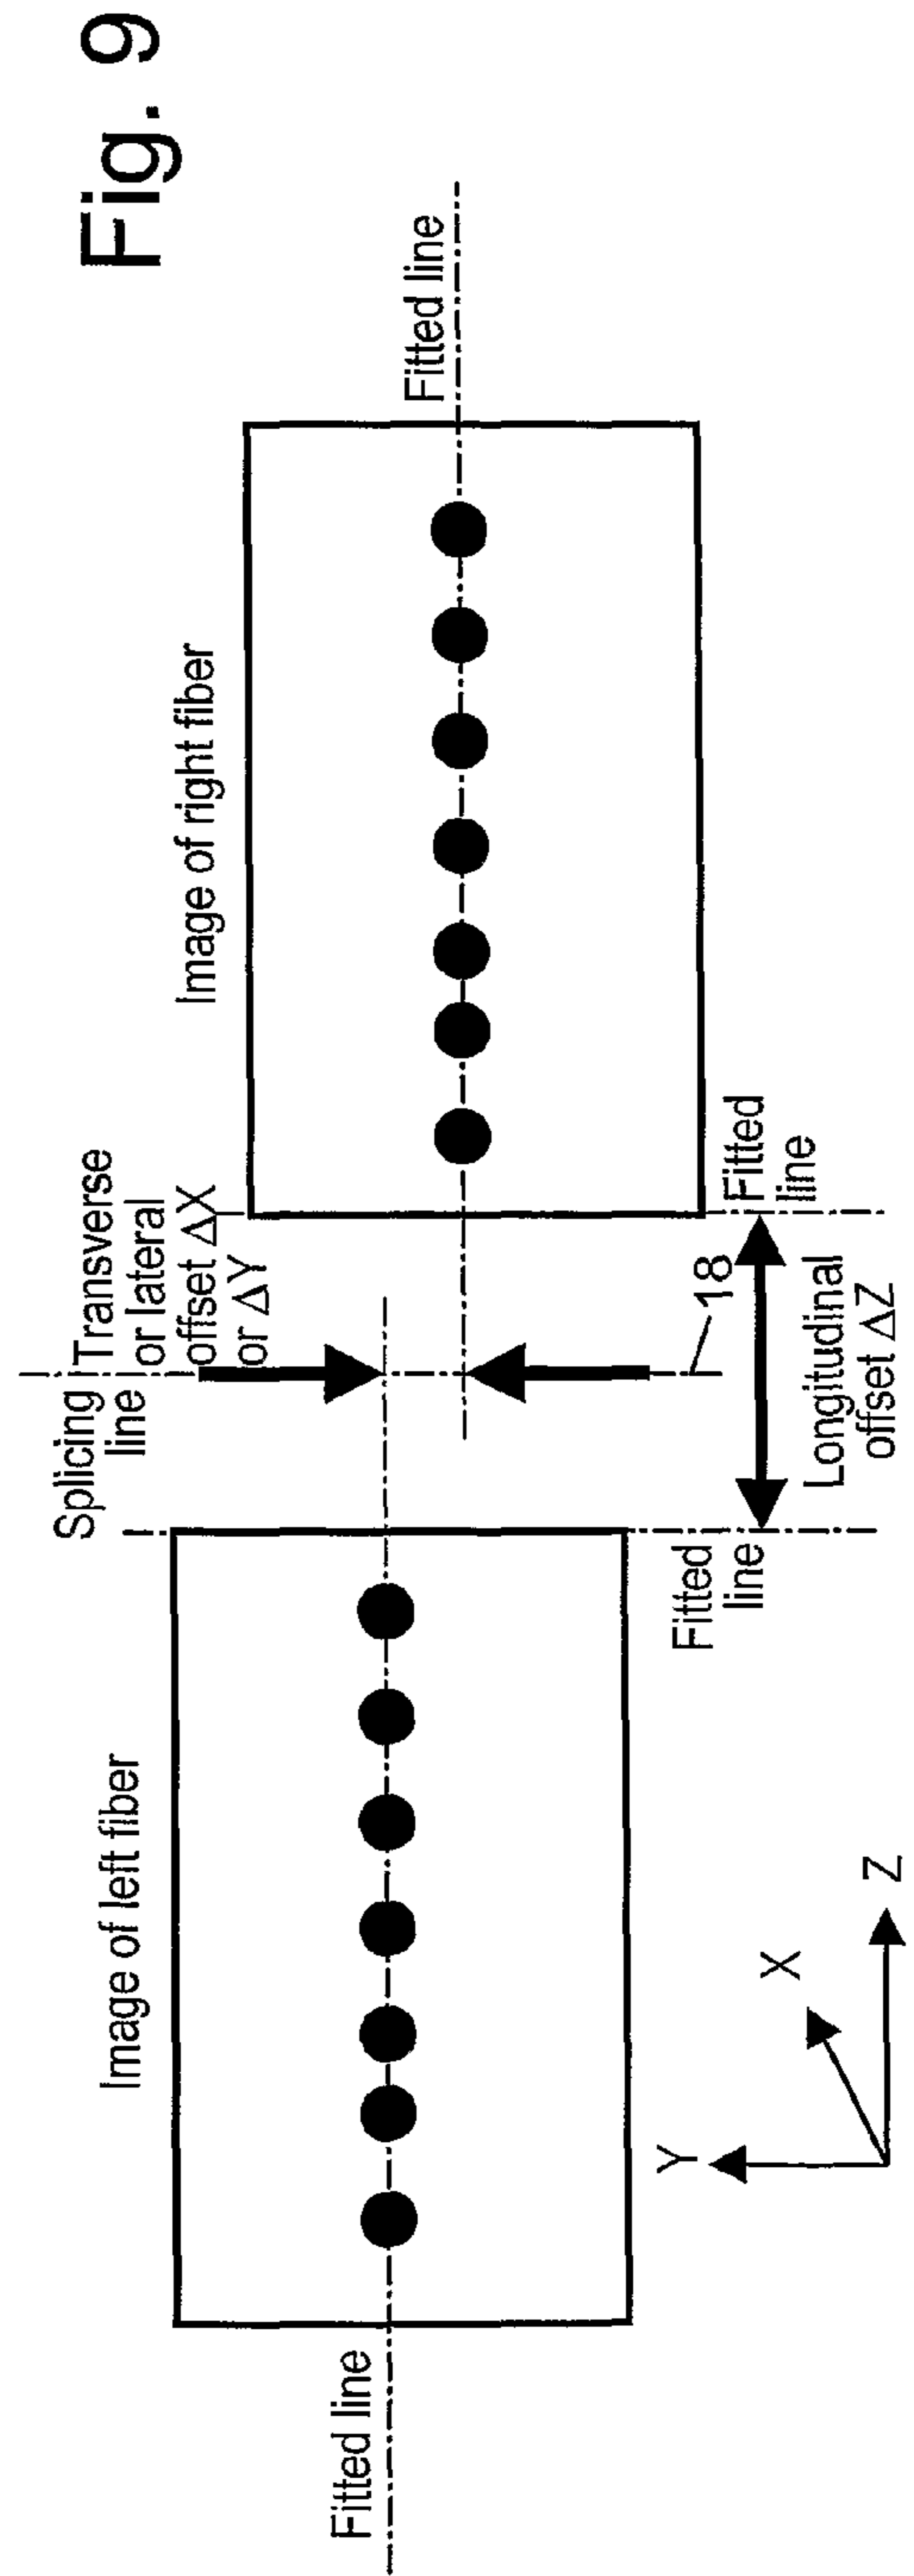 Fig. 9
Splicing
line
Transverse
or lateral
offset ΔX
or ΔY
Image of left fiber
Image of right fiber
Fitted line
Fitted line
18
Fitted
line
Fitted
line
Longitudinal
offset ΔZ
Y
X
Z